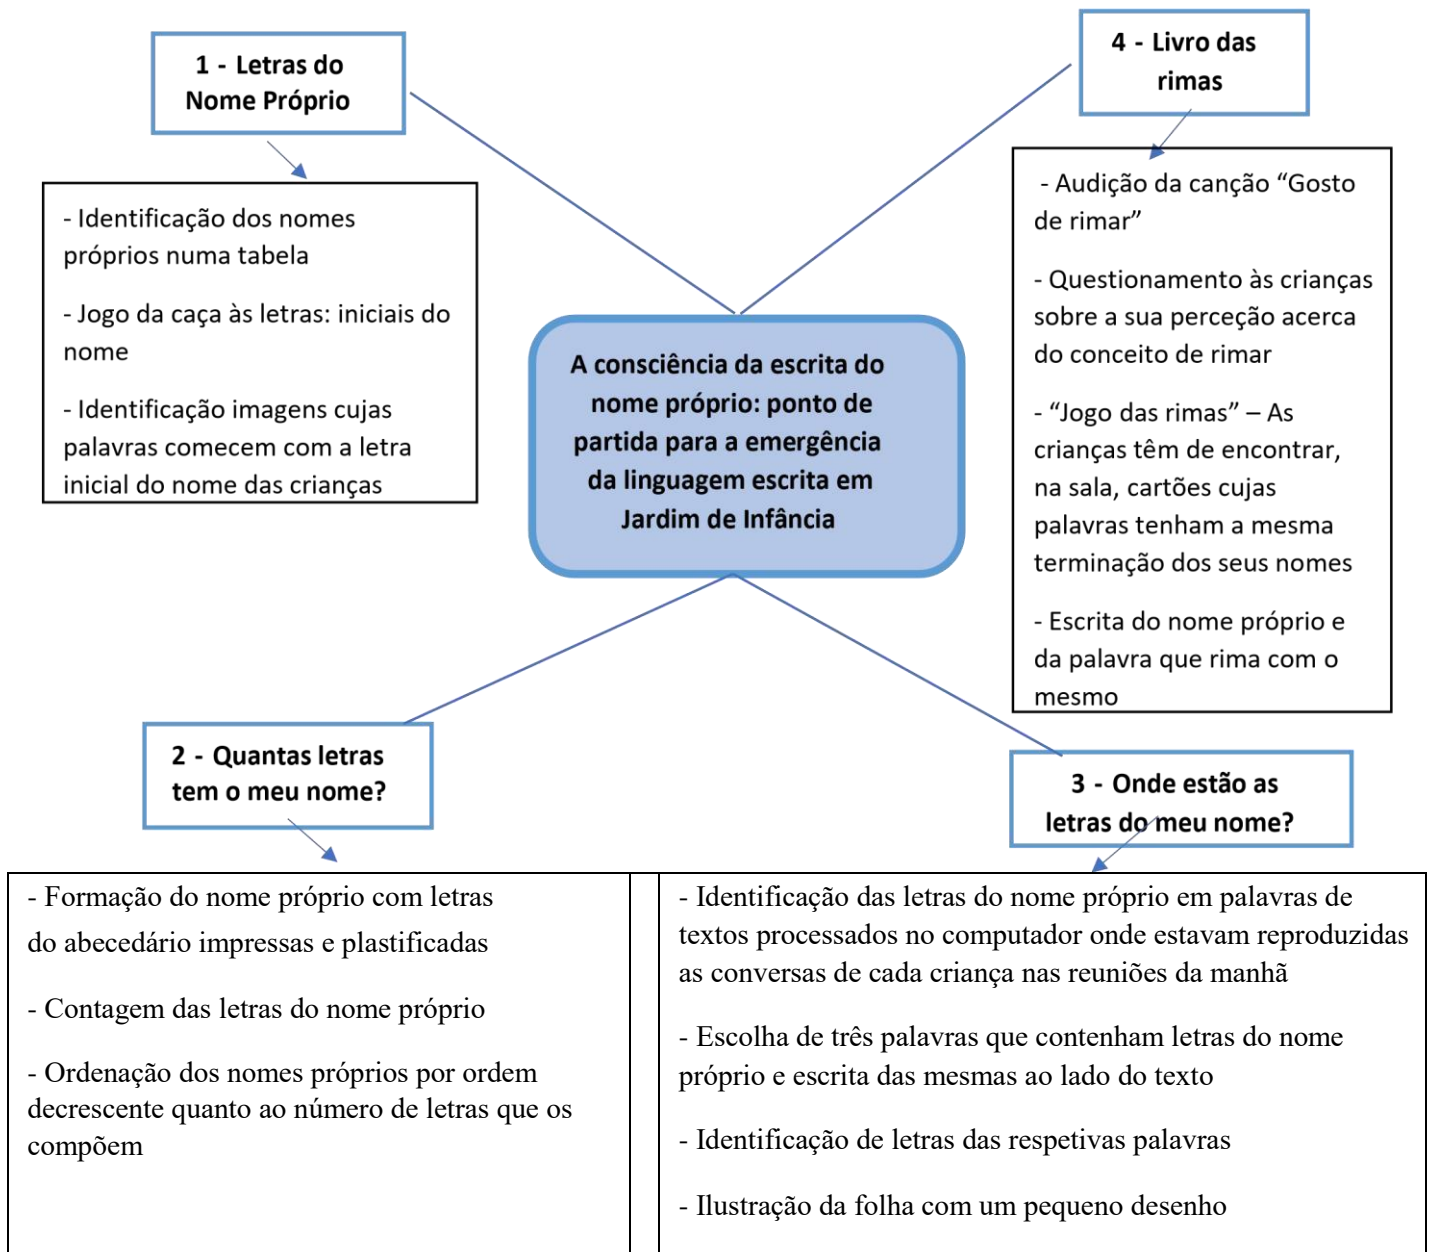 1 - Letras do
Nome Próprio
- Identificação dos nomes
próprios numa tabela
- Jogo da caça às letras: iniciais do
nome
- Identificação imagens cujas
palavras comecem com a letra
inicial do nome das crianças
4 - Livro das
rimas
- Audição da canção “Gosto
de rimar”
- Questionamento às crianças
sobre a sua perceção acerca
do conceito de rimar
- “Jogo das rimas” – As
crianças têm de encontrar,
na sala, cartões cujas
palavras tenham a mesma
terminação dos seus nomes
- Escrita do nome próprio e
da palavra que rima com o
mesmo
A consciência da escrita do
nome próprio: ponto de
partida para a emergência
da linguagem escrita em
Jardim de Infância
2 - Quantas letras
tem o meu nome?
- Formação do nome próprio com letras
do abecedário impressas e plastificadas
- Contagem das letras do nome próprio
- Ordenação dos nomes próprios por ordem
decrescente quanto ao número de letras que os
compõem
3 - Onde estão as
letras do meu nome?
- Identificação das letras do nome próprio em palavras de
textos processados no computador onde estavam reproduzidas
as conversas de cada criança nas reuniões da manhã
- Escolha de três palavras que contenham letras do nome
próprio e escrita das mesmas ao lado do texto
- Identificação de letras das respetivas palavras
- Ilustração da folha com um pequeno desenho